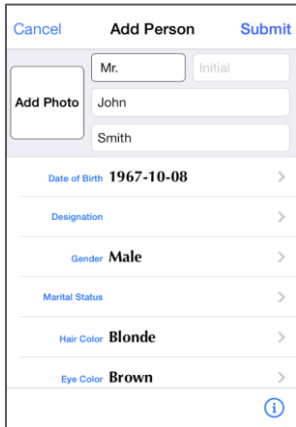 Cancel Add Person Submit
Mr. Initial
Add Photo John
Smith
Date of Birth 1967-10-08
Designation
Gender Male
Marital Status
Hair Color Blonde
Eye Color Brown